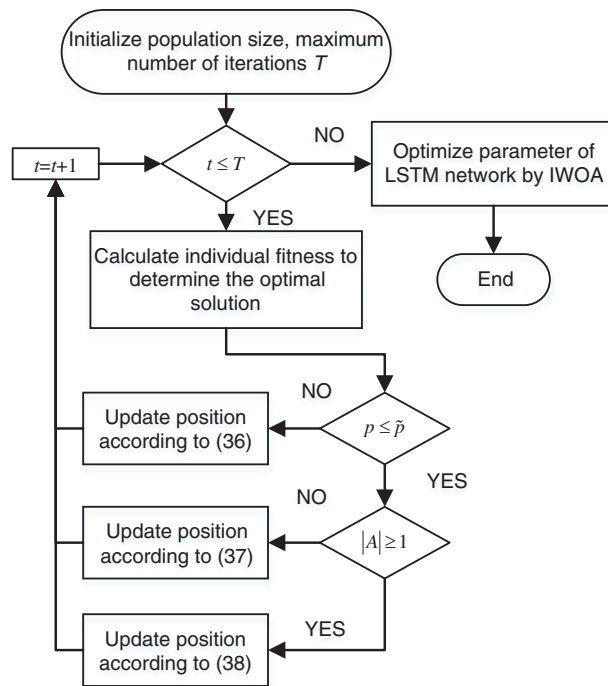 Initialize population size, maximum
number of iterations T
NO
t=t+1
t ≤ T
Optimize parameter of
LSTM network by IWOA
YES
Calculate individual fitness to
determine the optimal
solution
End
NO
Update position
according to (36)
p ≤ p̃
YES
NO
Update position
according to (37)
|A| ≥ 1
YES
Update position
according to (38)